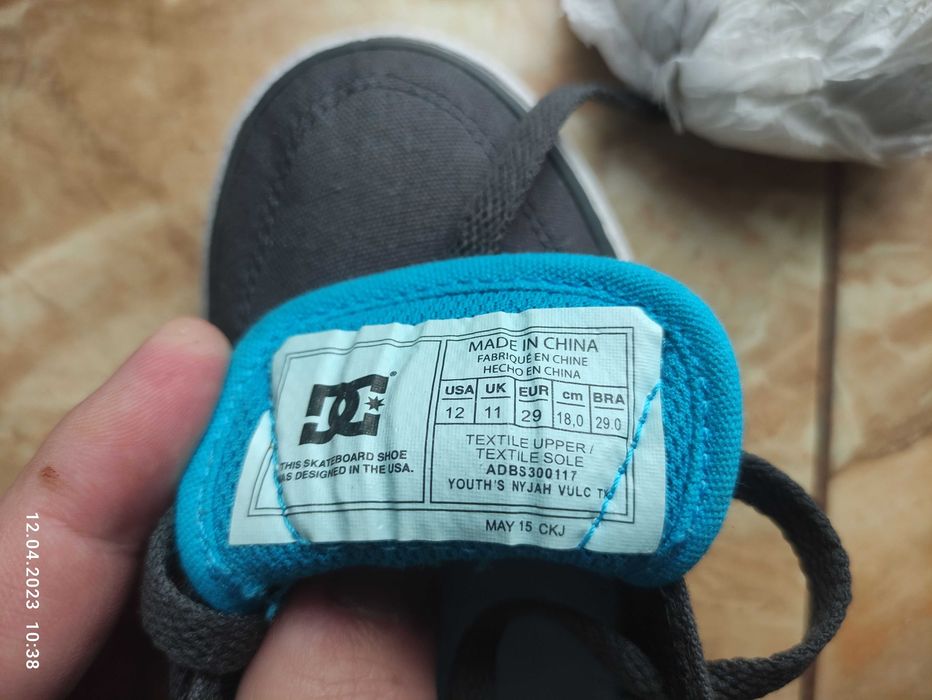 DC®
THIS SKATEBOARD SHOE
WAS DESIGNED IN THE USA.
MADE IN CHINA
FABRIQUÉ EN CHINE
HECHO EN CHINA
USA UK EUR cm BRA
12 11 29 18,0 29.0
TEXTILE UPPER /
TEXTILE SOLE
ADBS300117
YOUTH'S NYJAH VULC TM
MAY 15 CKJ
12.04.2023 10:38